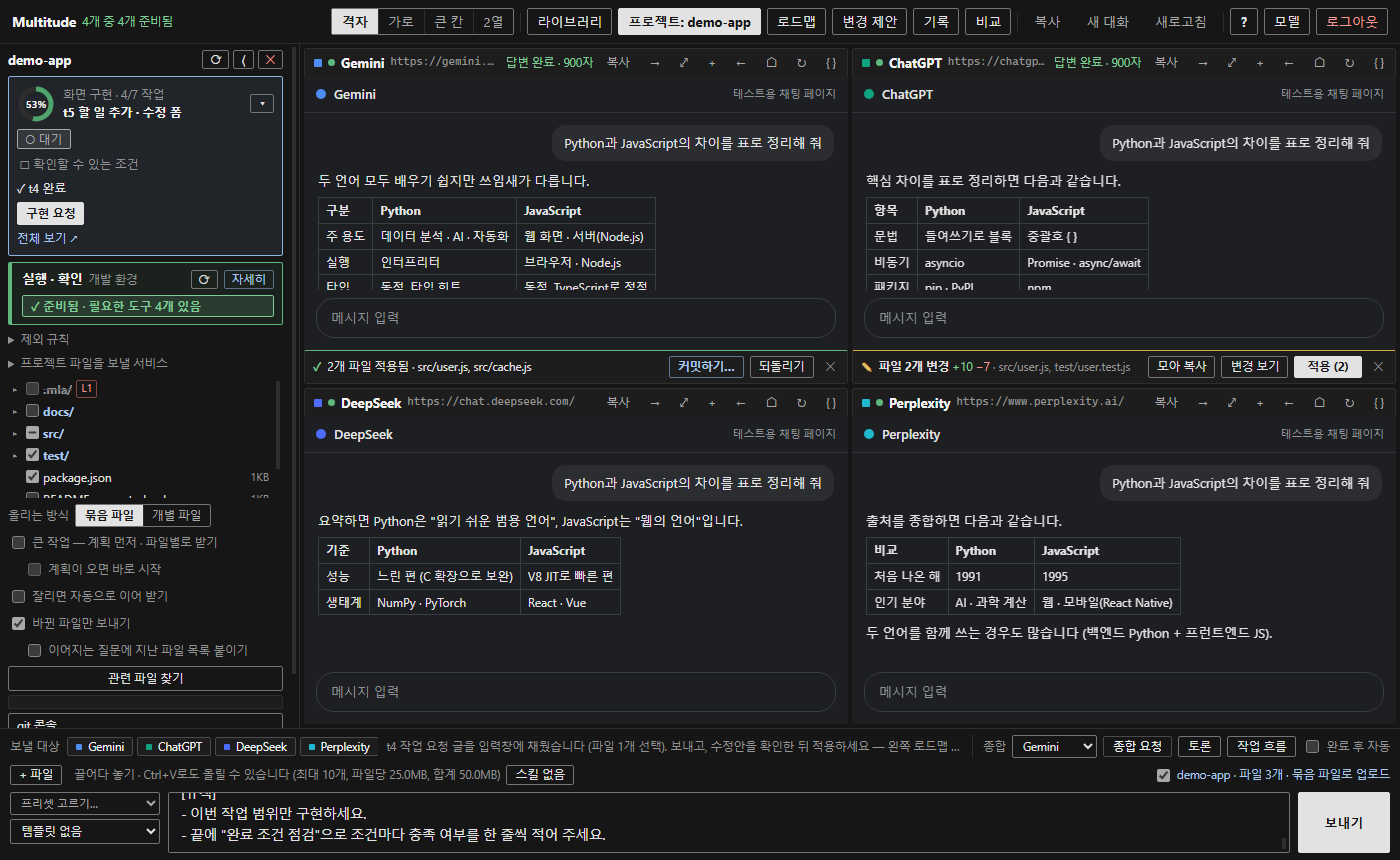 Multitude 4개 중 4개 준비됨 격자 가로 큰 칸 2열 라이브러리 프로젝트: demo-app 로드맵 변경 제안 기록 비교 복사 새 대화 새로고침 ? 모델 로그아웃
demo-app
53% 화면 구현 · 4/7 작업
t5 할 일 추가 · 수정 폼
대기
확인할 수 있는 조건
✓ t4 완료
구현 요청
전체 보기 ↗
실행 · 확인 개발 환경 자세히
✓ 준비됨 · 필요한 도구 4개 있음
▶ 제외 규칙
▶ 프로젝트 파일을 보낼 서비스
.mla/ L1
docs/
src/
test/
package.json 1KB
올리는 방식 묶음 파일 개별 파일
큰 작업 — 계획 먼저 · 파일별로 받기
계획이 오면 바로 시작
잘리면 자동으로 이어 받기
바뀐 파일만 보내기
이어지는 질문에 지난 파일 목록 붙이기
관련 파일 찾기
git 콘솔
Gemini https://gemini.… 답변 완료 · 900자 복사 → ⤢ + ← ↻ { }
Gemini 테스트용 채팅 페이지
Python과 JavaScript의 차이를 표로 정리해 줘
두 언어 모두 배우기 쉽지만 쓰임새가 다릅니다.
구분 Python JavaScript
주 용도 데이터 분석 · AI · 자동화 웹 화면 · 서버(Node.js)
실행 인터프리터 브라우저 · Node.js
타입 동적, 타입 힌트 동적, TypeScript로 정적
메시지 입력
✓ 2개 파일 적용됨 · src/user.js, src/cache.js 커밋하기… 되돌리기 ×
ChatGPT https://chatgp… 답변 완료 · 900자 복사 → ⤢ + ← ↻ { }
ChatGPT 테스트용 채팅 페이지
Python과 JavaScript의 차이를 표로 정리해 줘
핵심 차이를 표로 정리하면 다음과 같습니다.
항목 Python JavaScript
문법 들여쓰기로 블록 중괄호 { }
비동기 asyncio Promise · async/await
패키지 pip · PyPI npm
메시지 입력
파일 2개 변경 +10 −7 · src/user.js, test/user.test.js 모아 복사 변경 보기 적용 (2) ×
DeepSeek https://chat.deepseek.com/ 복사 → ⤢ + ← ↻ { }
DeepSeek 테스트용 채팅 페이지
Python과 JavaScript의 차이를 표로 정리해 줘
요약하면 Python은 "읽기 쉬운 범용 언어", JavaScript는 "웹의 언어"입니다.
기준 Python JavaScript
성능 느린 편 (C 확장으로 보완) V8 JIT로 빠른 편
생태계 NumPy · PyTorch React · Vue
메시지 입력
Perplexity https://www.perplexity.ai/ 복사 → ⤢ + ← ↻ { }
Perplexity 테스트용 채팅 페이지
Python과 JavaScript의 차이를 표로 정리해 줘
출처를 종합하면 다음과 같습니다.
비교 Python JavaScript
처음 나온 해 1991 1995
인기 분야 AI · 과학 계산 웹 · 모바일(React Native)
두 언어를 함께 쓰는 경우도 많습니다 (백엔드 Python + 프런트엔드 JS).
메시지 입력
보낼 대상 Gemini ChatGPT DeepSeek Perplexity t4 작업 요청 글을 입력창에 채웠습니다 (파일 1개 선택). 보내고, 수정안을 확인한 뒤 적용하세요 — 왼쪽 로드맵 … 종합 Gemini 종합 요청 토론 작업 흐름 완료 후 자동
+ 파일 끌어다 놓기 · Ctrl+V로도 올릴 수 있습니다 (최대 10개, 파일당 25.0MB, 합계 50.0MB) 스킬 없음 demo-app · 파일 3개 · 묶음 파일로 업로드
프리셋 고르기…
템플릿 없음
- 이번 작업 범위만 구현하세요.
- 끝에 "완료 조건 점검"으로 조건마다 충족 여부를 한 줄씩 적어 주세요.
보내기